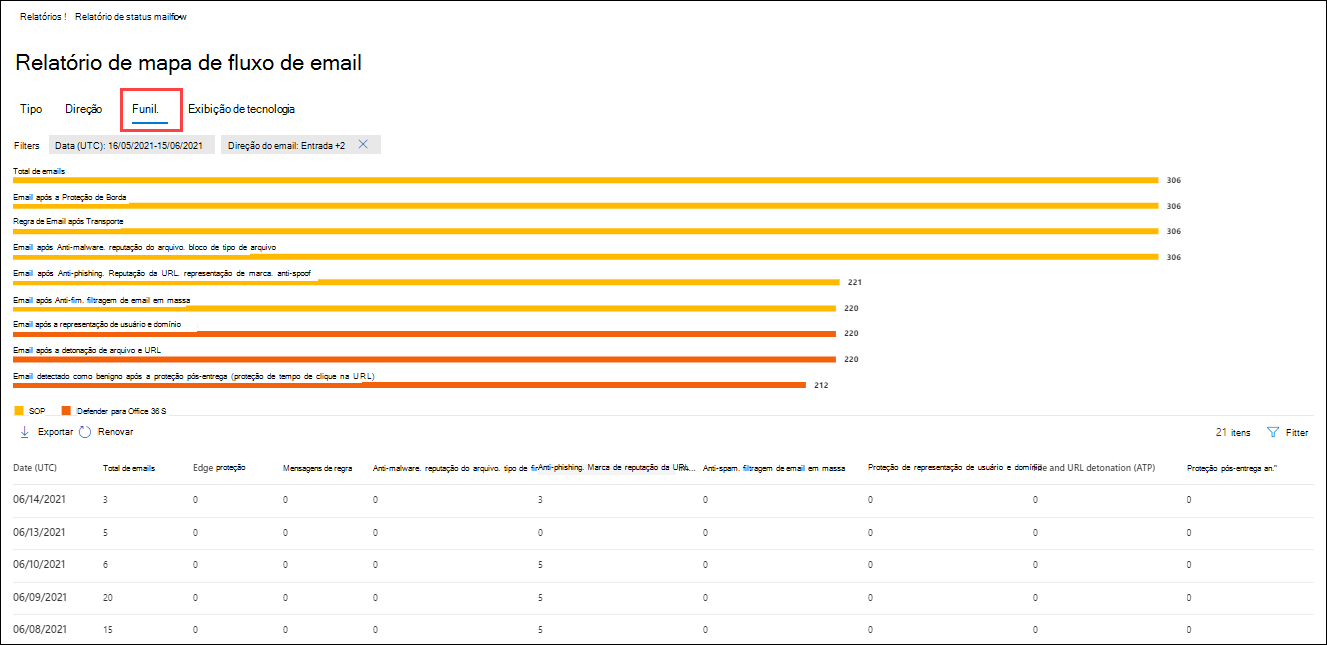 Relatórios ! Relatório de status mailflow
Relatório de mapa de fluxo de email
Tipo Direção Funil. Exibição de tecnologia
Filters Data (UTC): 16/05/2021-15/06/2021 Direção do email: Entrada +2
Total de emails
306
Email após a Proteção de Borda
306
Regra de Email após Transporte
306
Email após Anti-malware. reputação do arquivo. bloco de tipo de arquivo
306
Email após Anti-phishing. Reputação da URL. representação de marca. anti-spoof
221
Email após Anti-fim. filtragem de email em massa
220
Email após a representação de usuário e domínio
220
Email após a detonação de arquivo e URL
220
Email detectado como benigno após a proteção pós-entrega (proteção de tempo de clique na URL)
212
SOP Defender para Office 36 S
Exportar Renovar 21 itens Fitter
Date (UTC) Total de emails Edge proteção Mensagens de regra Anti-malware. reputação do arquivo. tipo de fir Anti-phishing. Marca de reputação da URL... Anti-spam. filtragem de email em massa Proteção de representação de usuário e domínio and URL detonation (ATP) Proteção pós-entrega an."
06/14/2021 3 0 0 0 3 0 0 0 0
06/13/2021 5 0 0 0 0 0 0 0 0
06/10/2021 6 0 0 0 5 0 0 0 0
06/09/2021 20 0 0 0 5 0 0 0 0
06/08/2021 15 0 0 0 5 0 0 0 0